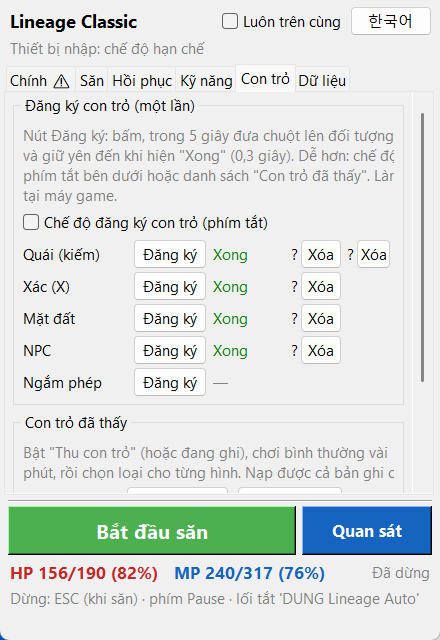 Lineage Classic
Luôn trên cùng
한국어
Thiết bị nhập: chế độ hạn chế
Chính ⚠ Săn Hồi phục Kỹ năng Con trỏ Dữ liệu
Đăng ký con trỏ (một lần)
Nút Đăng ký: bấm, trong 5 giây đưa chuột lên đối tượng
và giữ yên đến khi hiện "Xong" (0,3 giây). Dễ hơn: chế độ
phím tắt bên dưới hoặc danh sách "Con trỏ đã thấy". Làr
tại máy game.
Chế độ đăng ký con trỏ (phím tắt)
Quái (kiếm) Đăng ký Xong ? Xóa ? Xóa
Xác (X) Đăng ký Xong ? Xóa
Mặt đất Đăng ký Xong ? Xóa
NPC Đăng ký Xong ? Xóa
Ngắm phép Đăng ký —
Con trỏ đã thấy
Bật "Thu con trỏ" (hoặc đang ghi), chơi bình thường vài
phút, rồi chọn loại cho từng hình. Nạp được cả bản ghi c
Bắt đầu săn
Quan sát
HP 156/190 (82%) MP 240/317 (76%) Đã dừng
Dừng: ESC (khi săn) · phím Pause · lối tắt 'DUNG Lineage Auto'